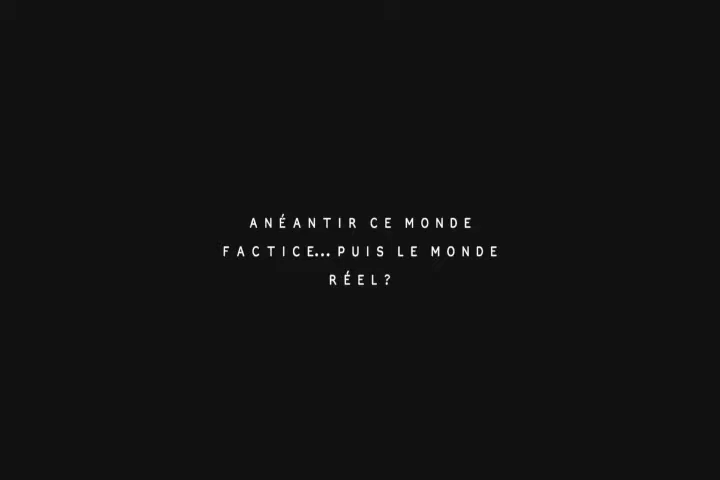 ANÉANTIR CE MONDE
FACTICE... PUIS LE MONDE
RÉEL?